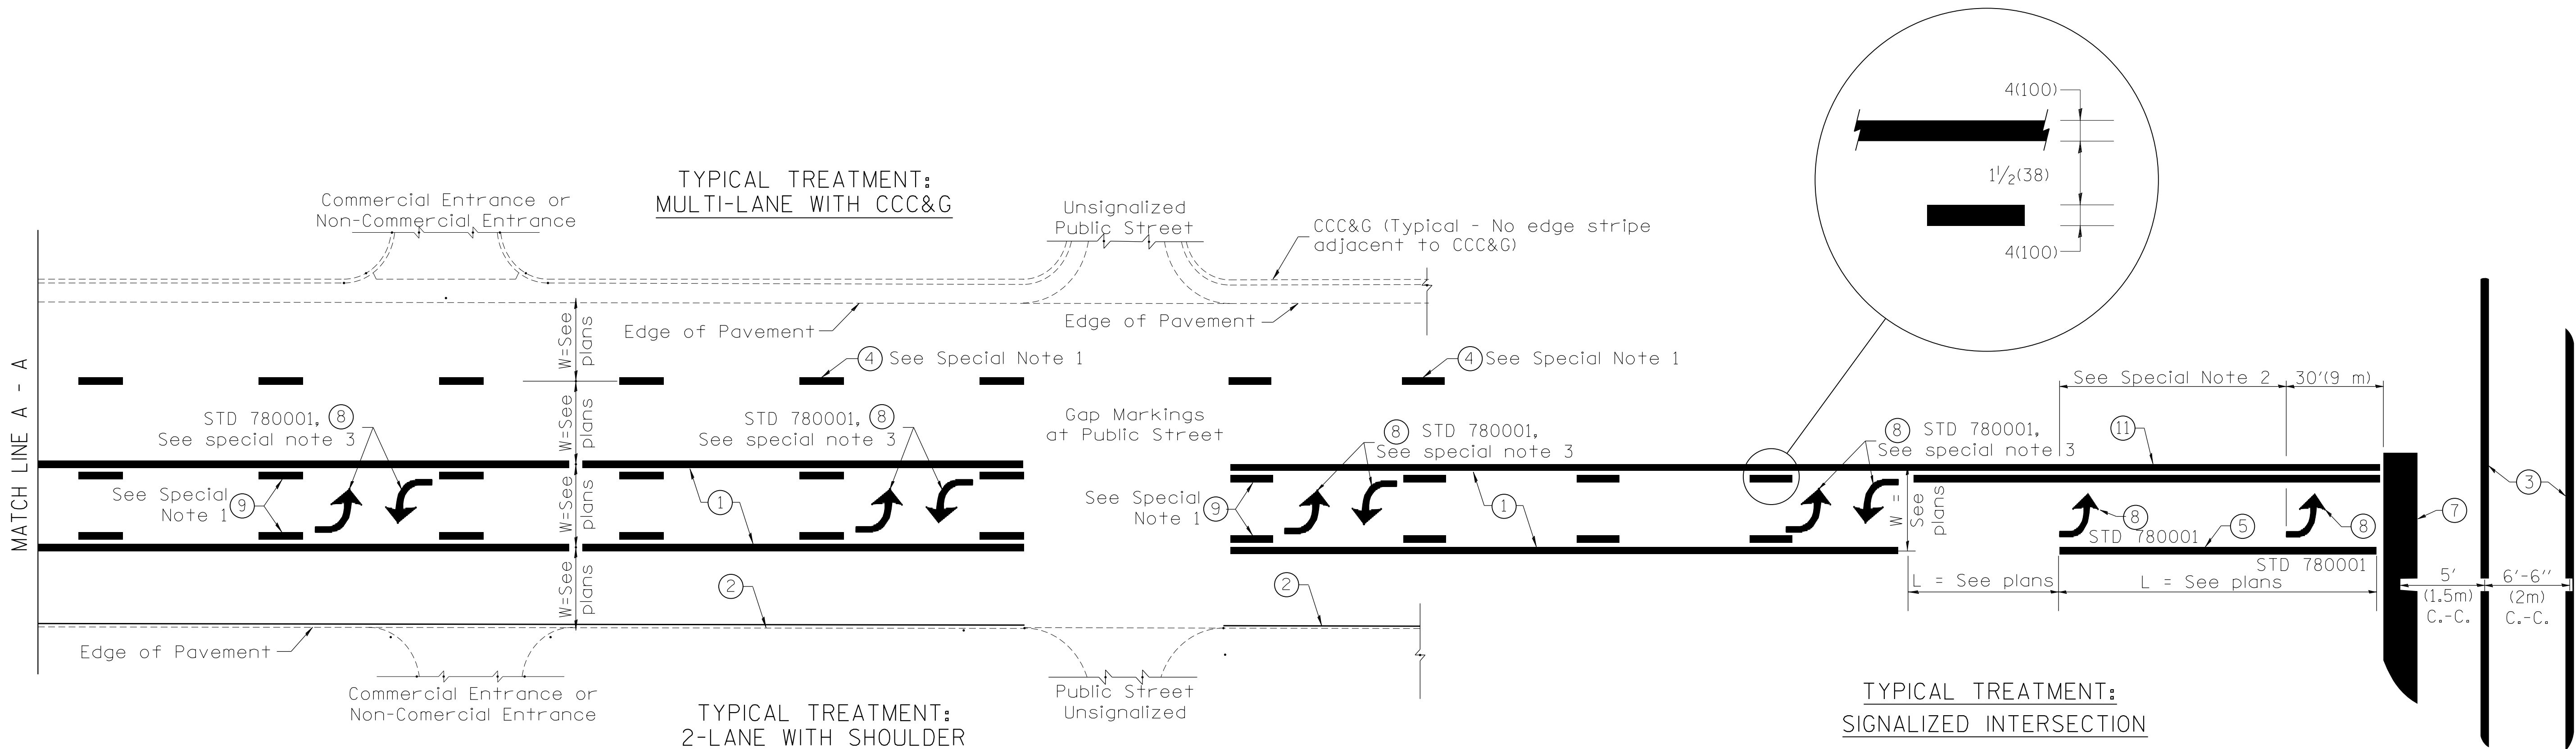 MATCH LINE A - A
TYPICAL TREATMENT:
MULTI-LANE WITH CCC&G
Commercial Entrance or
Non-Commercial Entrance
Unsignalized
Public Street
CCC&G (Typical - No edge stripe
adjacent to CCC&G)
Edge of Pavement
Edge of Pavement
W=See
plans
W=See
plans
W=See
plans
W=See
plans
4 See Special Note 1
4 See Special Note 1
STD 780001, 8
See special note 3
STD 780001, 8
See special note 3
Gap Markings
at Public Street
8 STD 780001,
See special note 3
8 STD 780001,
See special note 3
See Special
Note 1 9
1
See Special
Note 1 9
1
2
2
Edge of Pavement
Commercial Entrance or
Non-Comercial Entrance
Public Street
Unsignalized
TYPICAL TREATMENT:
2-LANE WITH SHOULDER
4(100)
1 1/2(38)
4(100)
See Special Note 2
30'(9 m)
11
3
7
W =
See
plans
8
STD 780001
5
8
STD 780001
L = See plans
L = See plans
5'
(1.5m)
C.-C.
6'-6''
(2m)
C.-C.
TYPICAL TREATMENT:
SIGNALIZED INTERSECTION